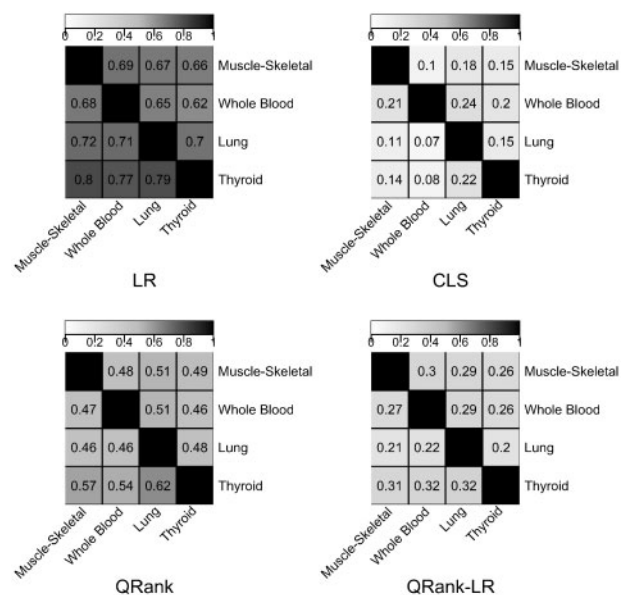 0 0.2 0.4 0.6 0.8 1
0.69 0.67 0.66 Muscle-Skeletal
0.68 0.65 0.62 Whole Blood
0.72 0.71 0.7 Lung
0.8 0.77 0.79 Thyroid
Muscle-Skeletal
Whole Blood
Lung
Thyroid
LR
0 0.2 0.4 0.6 0.8 1
0.1 0.18 0.15 Muscle-Skeletal
0.21 0.24 0.2 Whole Blood
0.11 0.07 0.15 Lung
0.14 0.08 0.22 Thyroid
Muscle-Skeletal
Whole Blood
Lung
Thyroid
CLS
0 0.2 0.4 0.6 0.8 1
0.48 0.51 0.49 Muscle-Skeletal
0.47 0.51 0.46 Whole Blood
0.46 0.46 0.48 Lung
0.57 0.54 0.62 Thyroid
Muscle-Skeletal
Whole Blood
Lung
Thyroid
QRank
0 0.2 0.4 0.6 0.8 1
0.3 0.29 0.26 Muscle-Skeletal
0.27 0.29 0.26 Whole Blood
0.21 0.22 0.2 Lung
0.31 0.32 0.32 Thyroid
Muscle-Skeletal
Whole Blood
Lung
Thyroid
QRank-LR